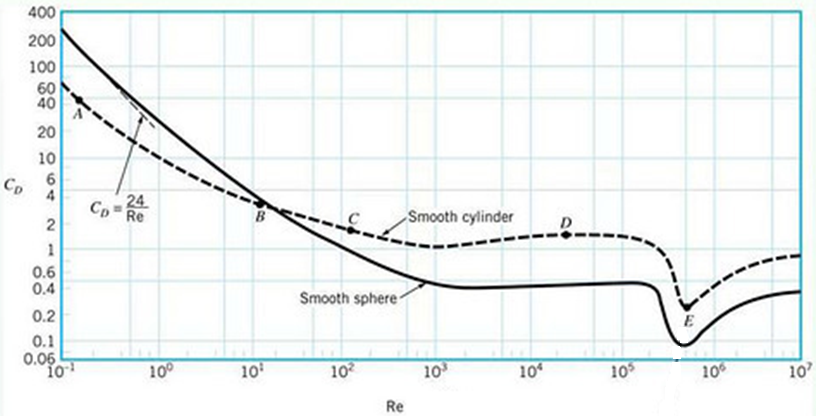 400
200
100
60
40
20
10
6
4
2
1
0.6
0.4
0.2
0.1
0.06
C_D
A
B
C
D
E
C_D = 24/Re
Smooth cylinder
Smooth sphere
10^-1 10^0 10^1 10^2 10^3 10^4 10^5 10^6 10^7
Re